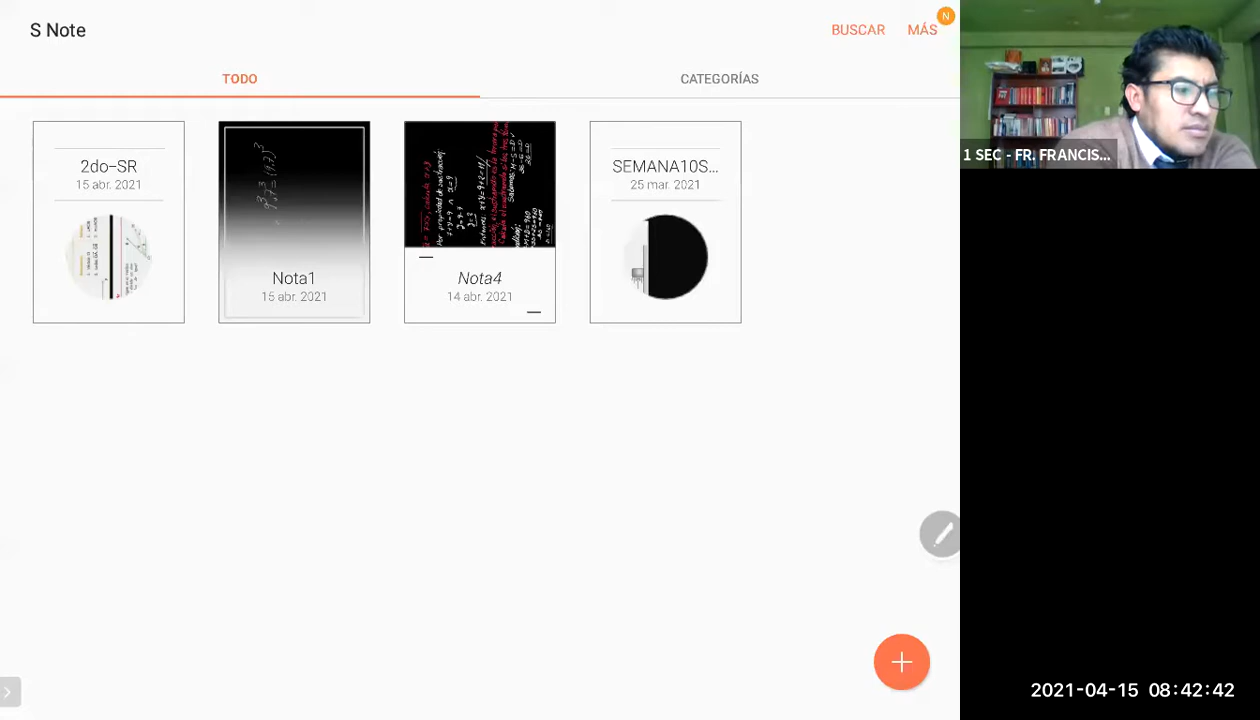 S Note
BUSCAR
MÁS
N
TODO
CATEGORÍAS
2do-SR
15 abr. 2021
Nota1
15 abr. 2021
Nota4
14 abr. 2021
SEMANA10S...
25 mar. 2021
1 SEC - FR. FRANCIS...
2021-04-15 08:42:42